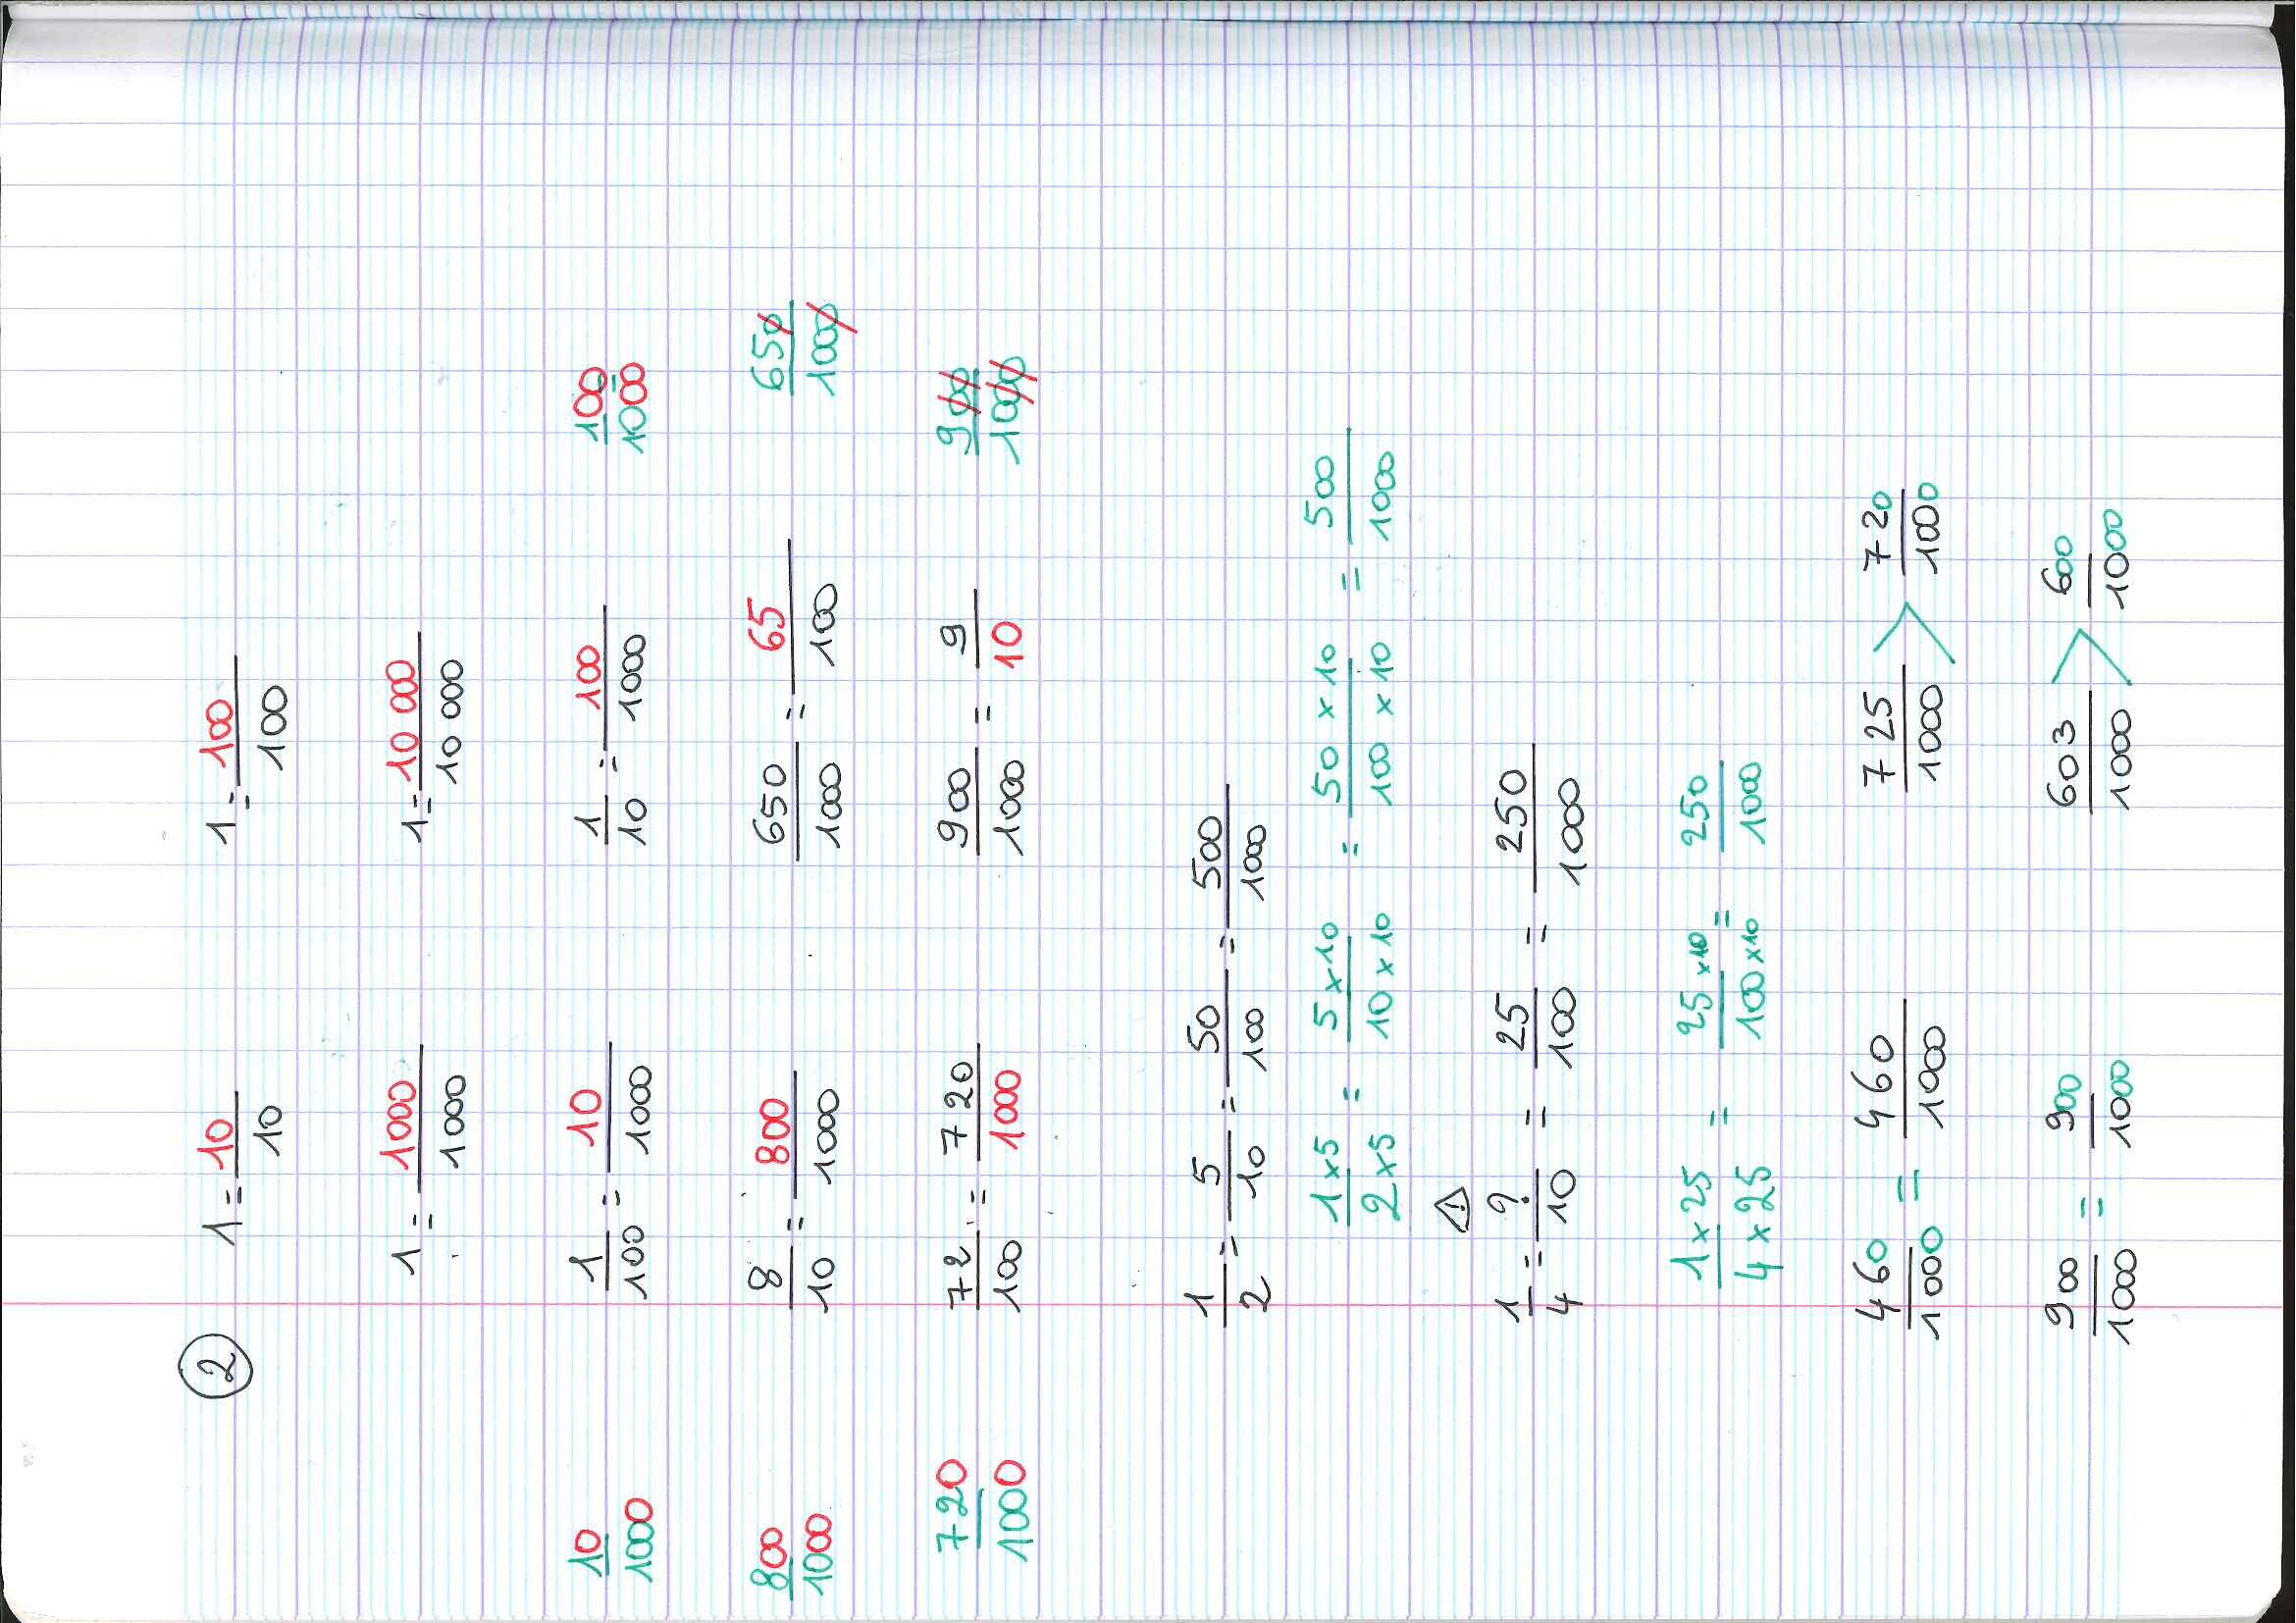 ② 1 = 10/10 1 = 100/100
1 = 1000/1000 1 = 10 000/10 000
10/1000 1/100 = 10/1000 1/10 = 100/1000 100/1000
800/1000 8/10 = 800/1000 650/1000 = 65/100 650/1000
720/1000 72/100 = 720/1000 900/1000 = 9/10 900/1000
1/2 = 5/10 = 50/100 = 500/1000
1×5/2×5 = 5×10/10×10 = 50×10/100×10 = 500/1000
⚠
1/4 = ?/10 = 25/100 = 250/1000
1×25/4×25 = 25×10/100×10 = 250/1000
460/1000 = 460/1000 725/1000 > 720/1000
900/1000 = 900/1000 603/1000 > 600/1000